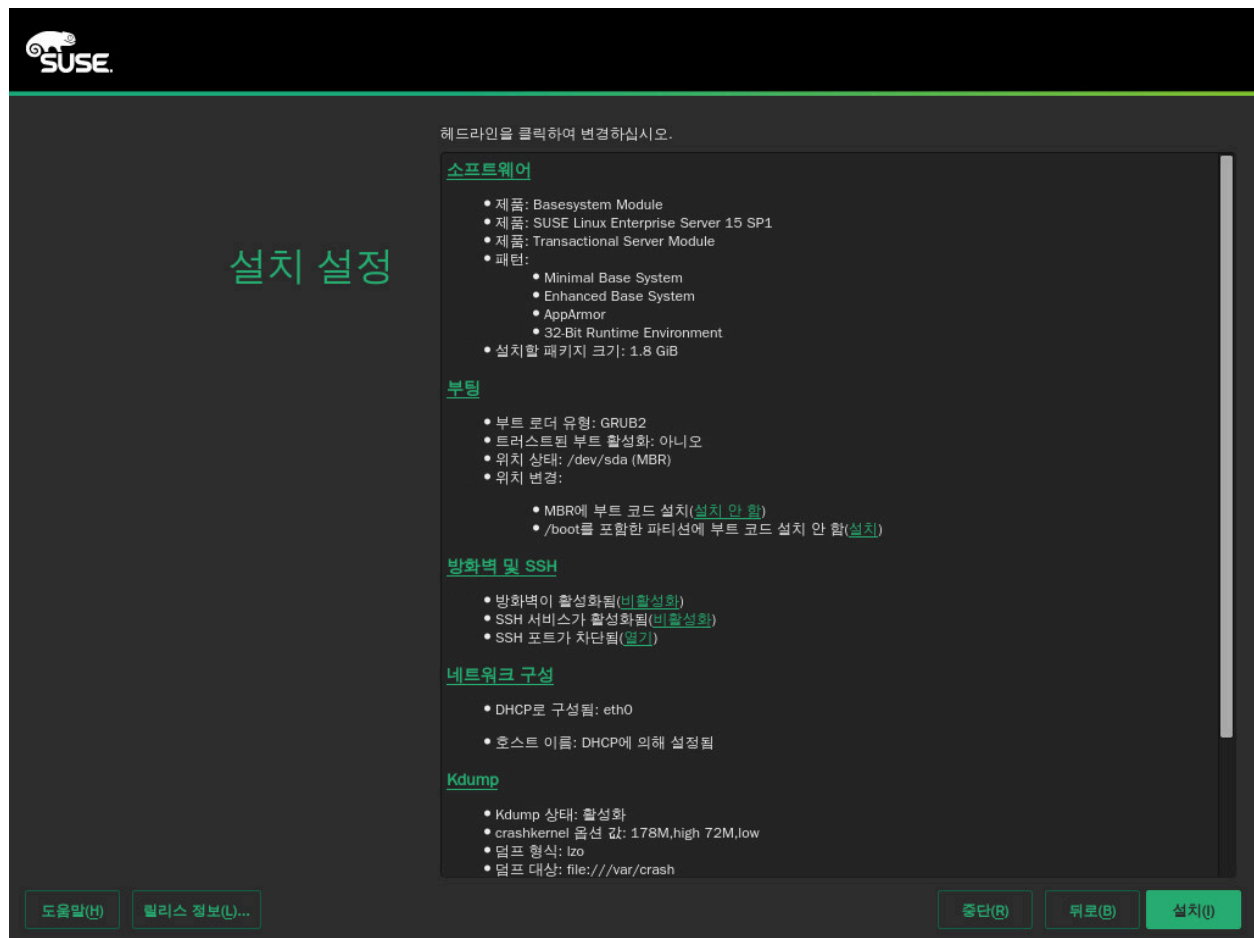 SUSE.
헤드라인을 클릭하여 변경하십시오.
설치 설정
소프트웨어
제품: Basesystem Module
제품: SUSE Linux Enterprise Server 15 SP1
제품: Transactional Server Module
패턴:
Minimal Base System
Enhanced Base System
AppArmor
32-Bit Runtime Environment
설치할 패키지 크기: 1.8 GiB
부팅
부트 로더 유형: GRUB2
트러스트된 부트 활성화: 아니오
위치 상태: /dev/sda (MBR)
위치 변경:
MBR에 부트 코드 설치(설치 안 함)
/boot를 포함한 파티션에 부트 코드 설치 안 함(설치)
방화벽 및 SSH
방화벽이 활성화됨(비활성화)
SSH 서비스가 활성화됨(비활성화)
SSH 포트가 차단됨(열기)
네트워크 구성
DHCP로 구성됨: eth0
호스트 이름: DHCP에 의해 설정됨
Kdump
Kdump 상태: 활성화
crashkernel 옵션 값: 178M,high 72M,low
덤프 형식: lzo
덤프 대상: file:///var/crash
도움말(H) 릴리스 정보(L)... 중단(R) 뒤로(B) 설치(I)